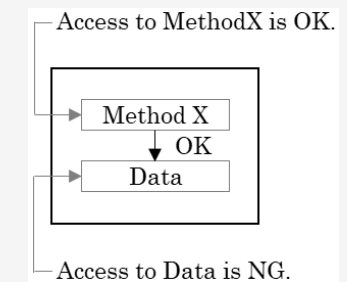 Access to MethodX is OK.
Method X
OK
Data
Access to Data is NG.